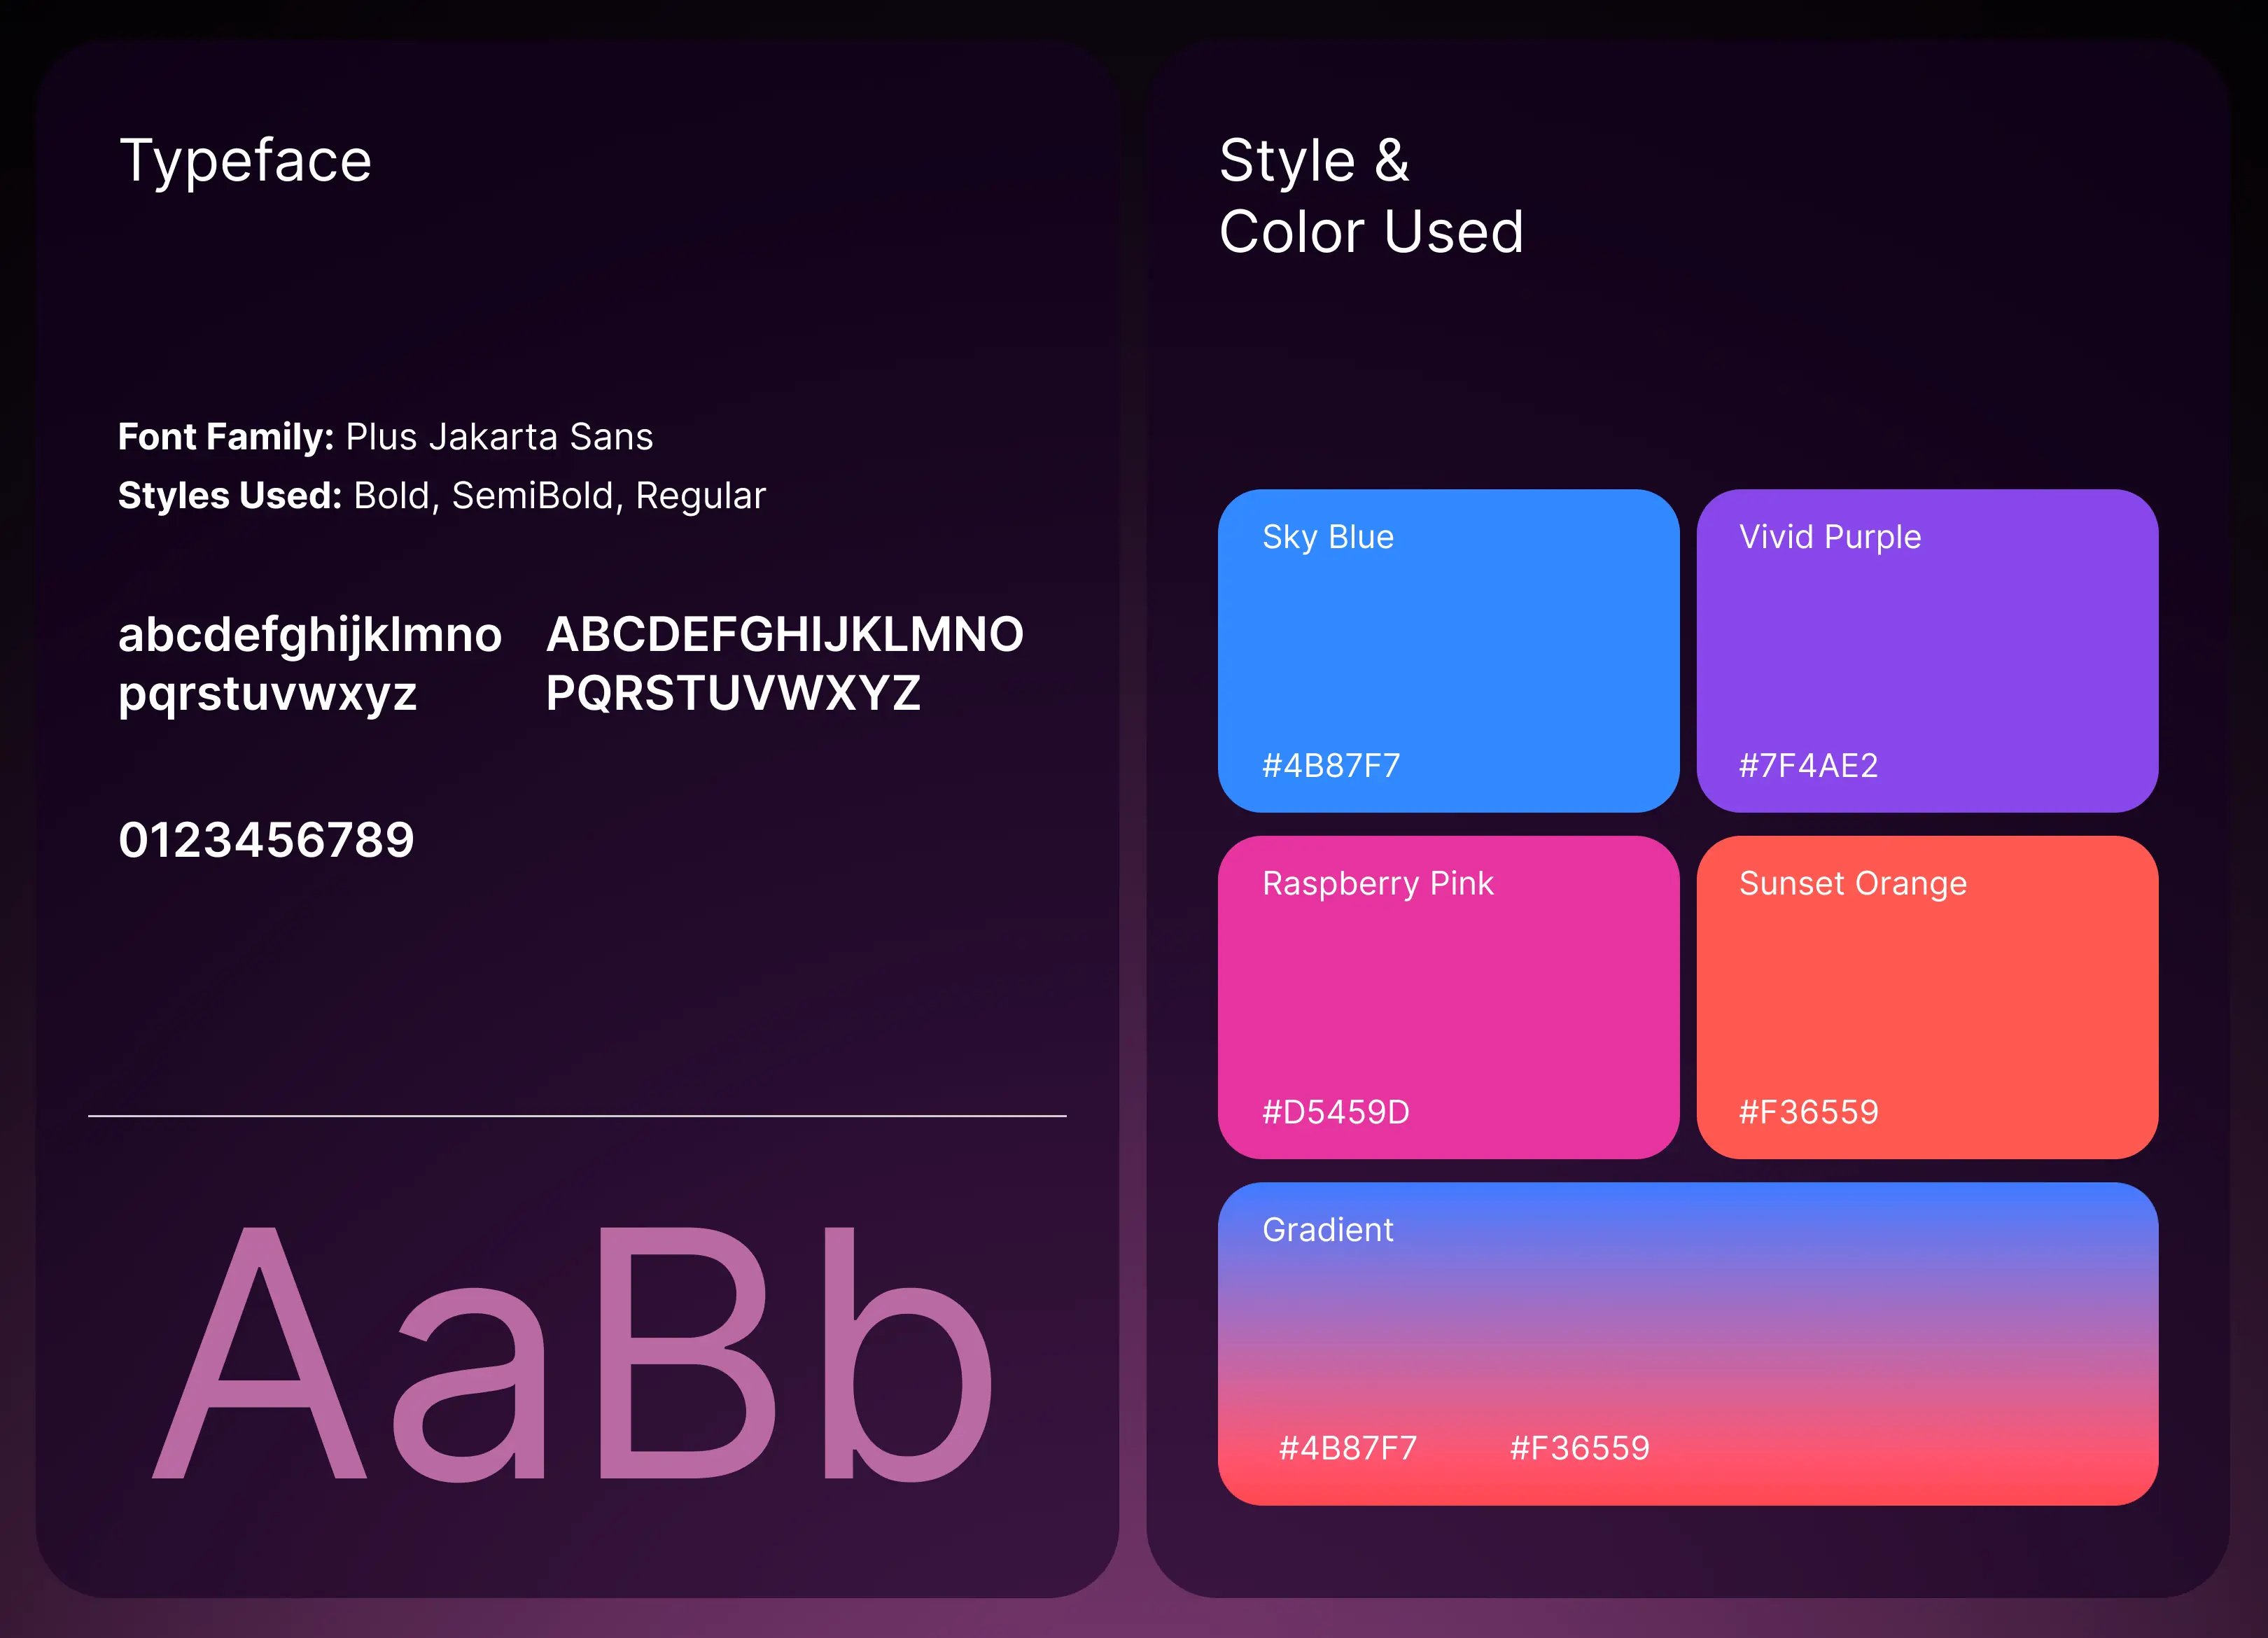 Typeface
Font Family: Plus Jakarta Sans
Styles Used: Bold, SemiBold, Regular
abcdefghijklmno
pqrstuvwxyz
ABCDEFGHIJKLMNO
PQRSTUVWXYZ
0123456789
AaBb
Style &
Color Used
Sky Blue
#4B87F7
Vivid Purple
#7F4AE2
Raspberry Pink
#D5459D
Sunset Orange
#F36559
Gradient
#4B87F7 #F36559